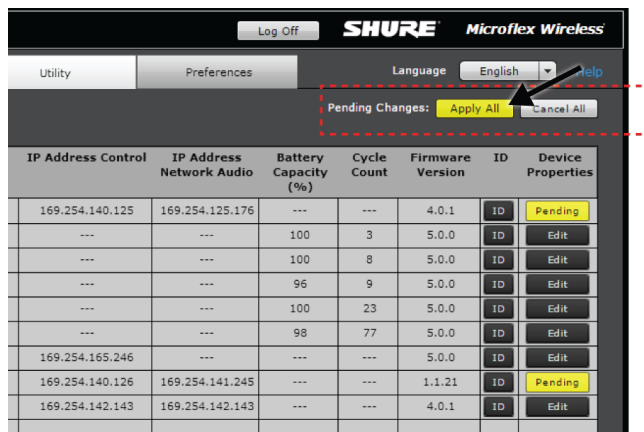 Log Off SHURE Microflex Wireless
Utility Preferences Language English Help
Pending Changes: Apply All Cancel All
IP Address Control IP Address Network Audio Battery Capacity (%) Cycle Count Firmware Version ID Device Properties
169.254.140.125 169.254.125.176 --- --- 4.0.1 ID Pending
--- --- 100 3 5.0.0 ID Edit
--- --- 100 8 5.0.0 ID Edit
--- --- 96 9 5.0.0 ID Edit
--- --- 100 23 5.0.0 ID Edit
--- --- 98 77 5.0.0 ID Edit
169.254.165.246 --- --- --- 5.0.0 ID Edit
169.254.140.126 169.254.141.245 --- --- 1.1.21 ID Pending
169.254.142.143 169.254.142.143 --- --- 4.0.1 ID Edit